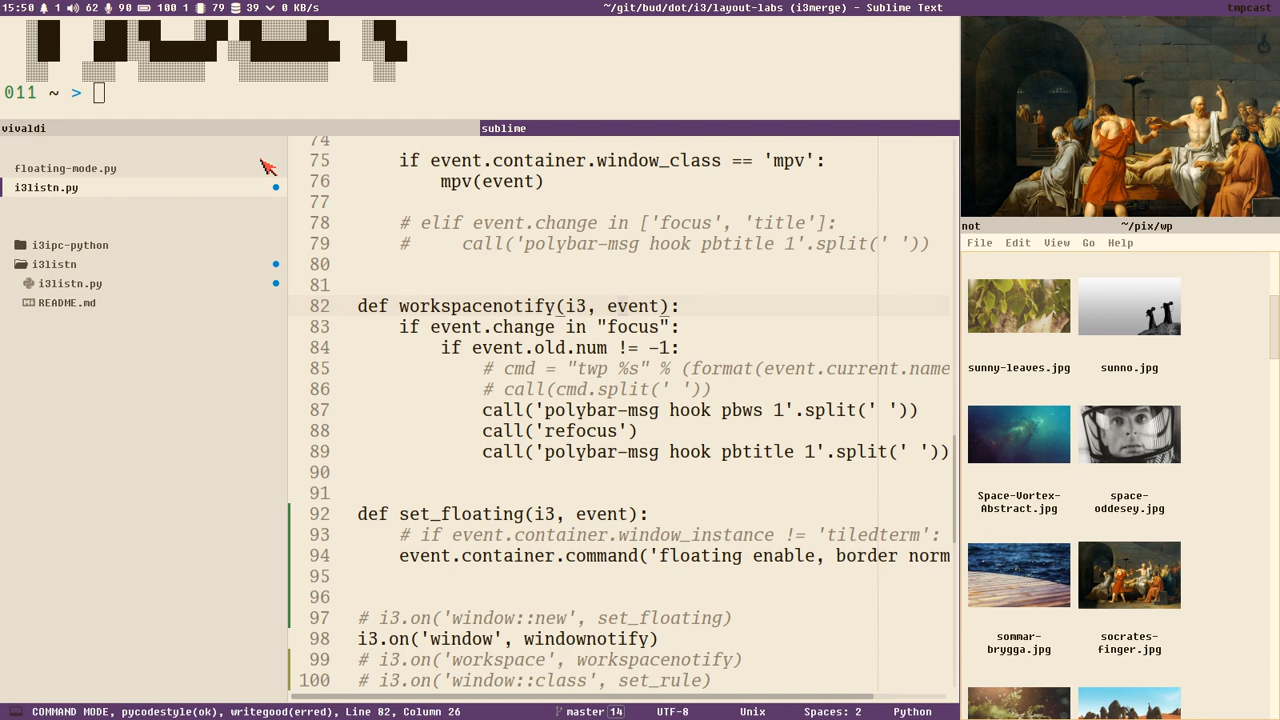 15:50 1 62 90 100 1 79 39 0 KB/s ~/git/bud/dot/i3/layout-labs (i3merge) - Sublime Text tmpcast
011 ~ >
vivaldi sublime
floating-mode.py
i3listn.py
i3ipc-python
i3listn
i3listn.py
README.md
74
75 if event.container.window_class == 'mpv':
76 mpv(event)
77
78 # elif event.change in ['focus', 'title']:
79 # call('polybar-msg hook pbtitle 1'.split(' '))
80
81
82 def workspacenotify(i3, event):
83 if event.change in "focus":
84 if event.old.num != -1:
85 # cmd = "twp %s" % (format(event.current.name
86 # call(cmd.split(' '))
87 call('polybar-msg hook pbws 1'.split(' '))
88 call('refocus')
89 call('polybar-msg hook pbtitle 1'.split(' '))
90
91
92 def set_floating(i3, event):
93 # if event.container.window_instance != 'tiledterm':
94 event.container.command('floating enable, border norm
95
96
97 # i3.on('window::new', set_floating)
98 i3.on('window', windownotify)
99 # i3.on('workspace', workspacenotify)
100 # i3.on('window::class', set_rule)
COMMAND MODE, pycodestyle(ok), writegood(erred), Line 82, Column 26 master 14 UTF-8 Unix Spaces: 2 Python
not ~/pix/wp
File Edit View Go Help
sunny-leaves.jpg sunno.jpg
Space-Vortex-
Abstract.jpg
space-
oddesey.jpg
sommar-
brygga.jpg
socrates-
finger.jpg